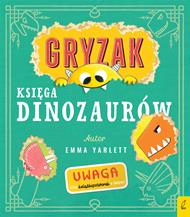 GRYZAK
KSIĘGA
DINOZAURÓW
Autor
EMMA YARLETT
UWAGA